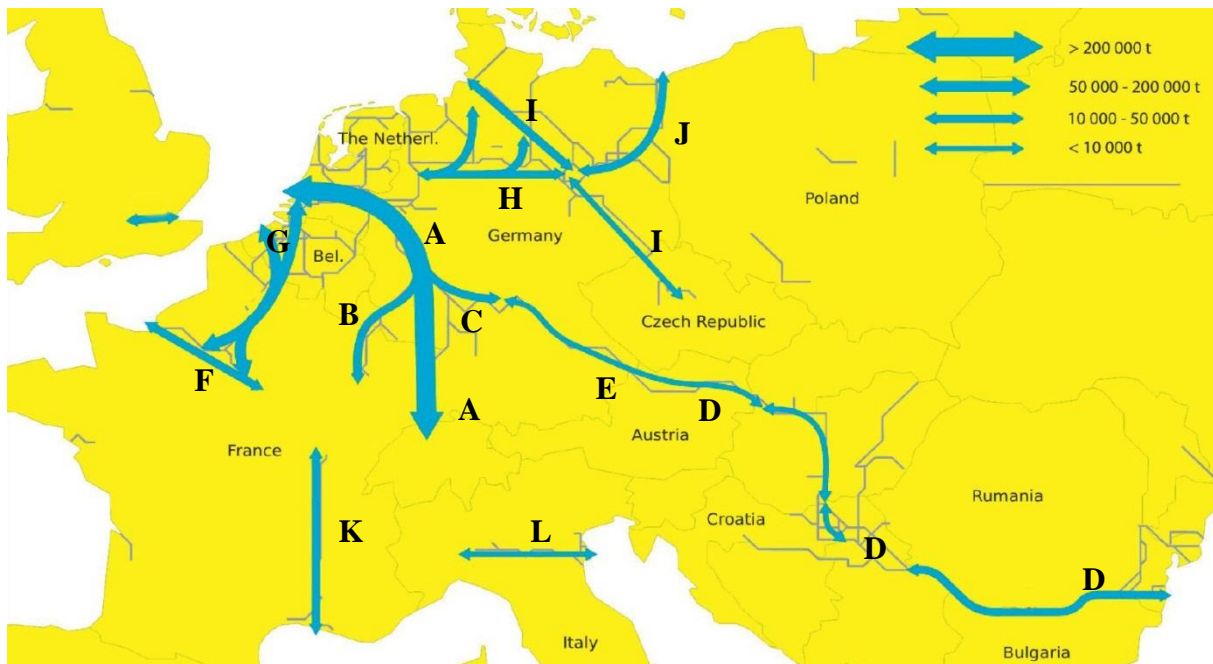 > 200 000 t
50 000 - 200 000 t
10 000 - 50 000 t
< 10 000 t
I
J
The Netherl.
H
Poland
A
Germany
G
Bel.
I
B
C
Czech Republic
F
E
D
A
Austria
France
Rumania
Croatia
K
L
D
D
Italy
Bulgaria